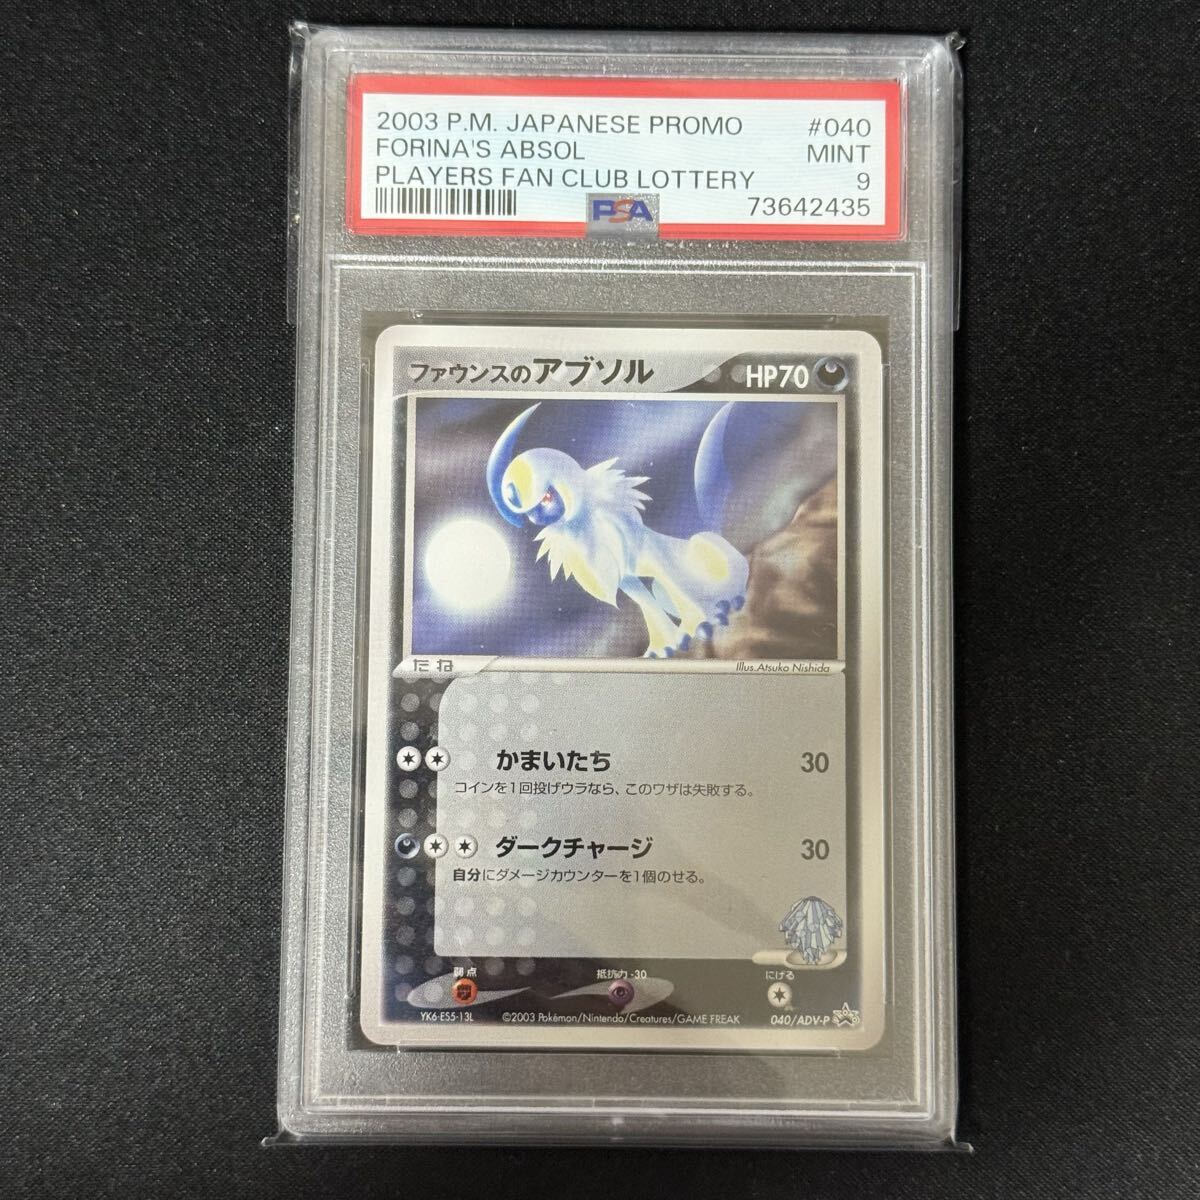 2003 P.M. JAPANESE PROMO #040
FORINA'S ABSOL MINT
PLAYERS FAN CLUB LOTTERY 9
PSA 73642435
ファウンスのアブソル HP70
たね Illus.Atsuko Nishida
かまいたち 30
コインを1回投げウラなら、このワザは失敗する。
ダークチャージ 30
自分にダメージカウンターを1個のせる。
弱点 抵抗力 -30 にげる
YK6-ES5-13L ©2003 Pokémon/Nintendo/Creatures/GAME FREAK 040/ADV-P